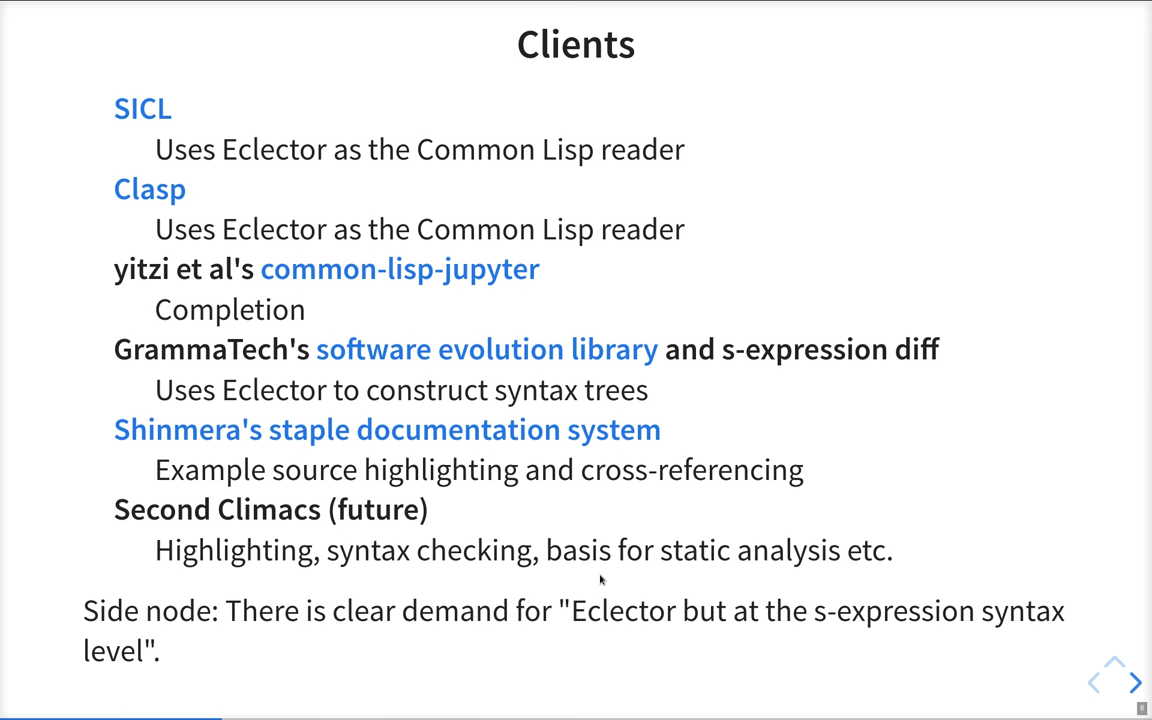 Clients
SICL
Uses Eclector as the Common Lisp reader
Clasp
Uses Eclector as the Common Lisp reader
yitzi et al's common-lisp-jupyter
Completion
GrammaTech's software evolution library and s-expression diff
Uses Eclector to construct syntax trees
Shinmera's staple documentation system
Example source highlighting and cross-referencing
Second Climacs (future)
Highlighting, syntax checking, basis for static analysis etc.
Side node: There is clear demand for "Eclector but at the s-expression syntax
level".
8